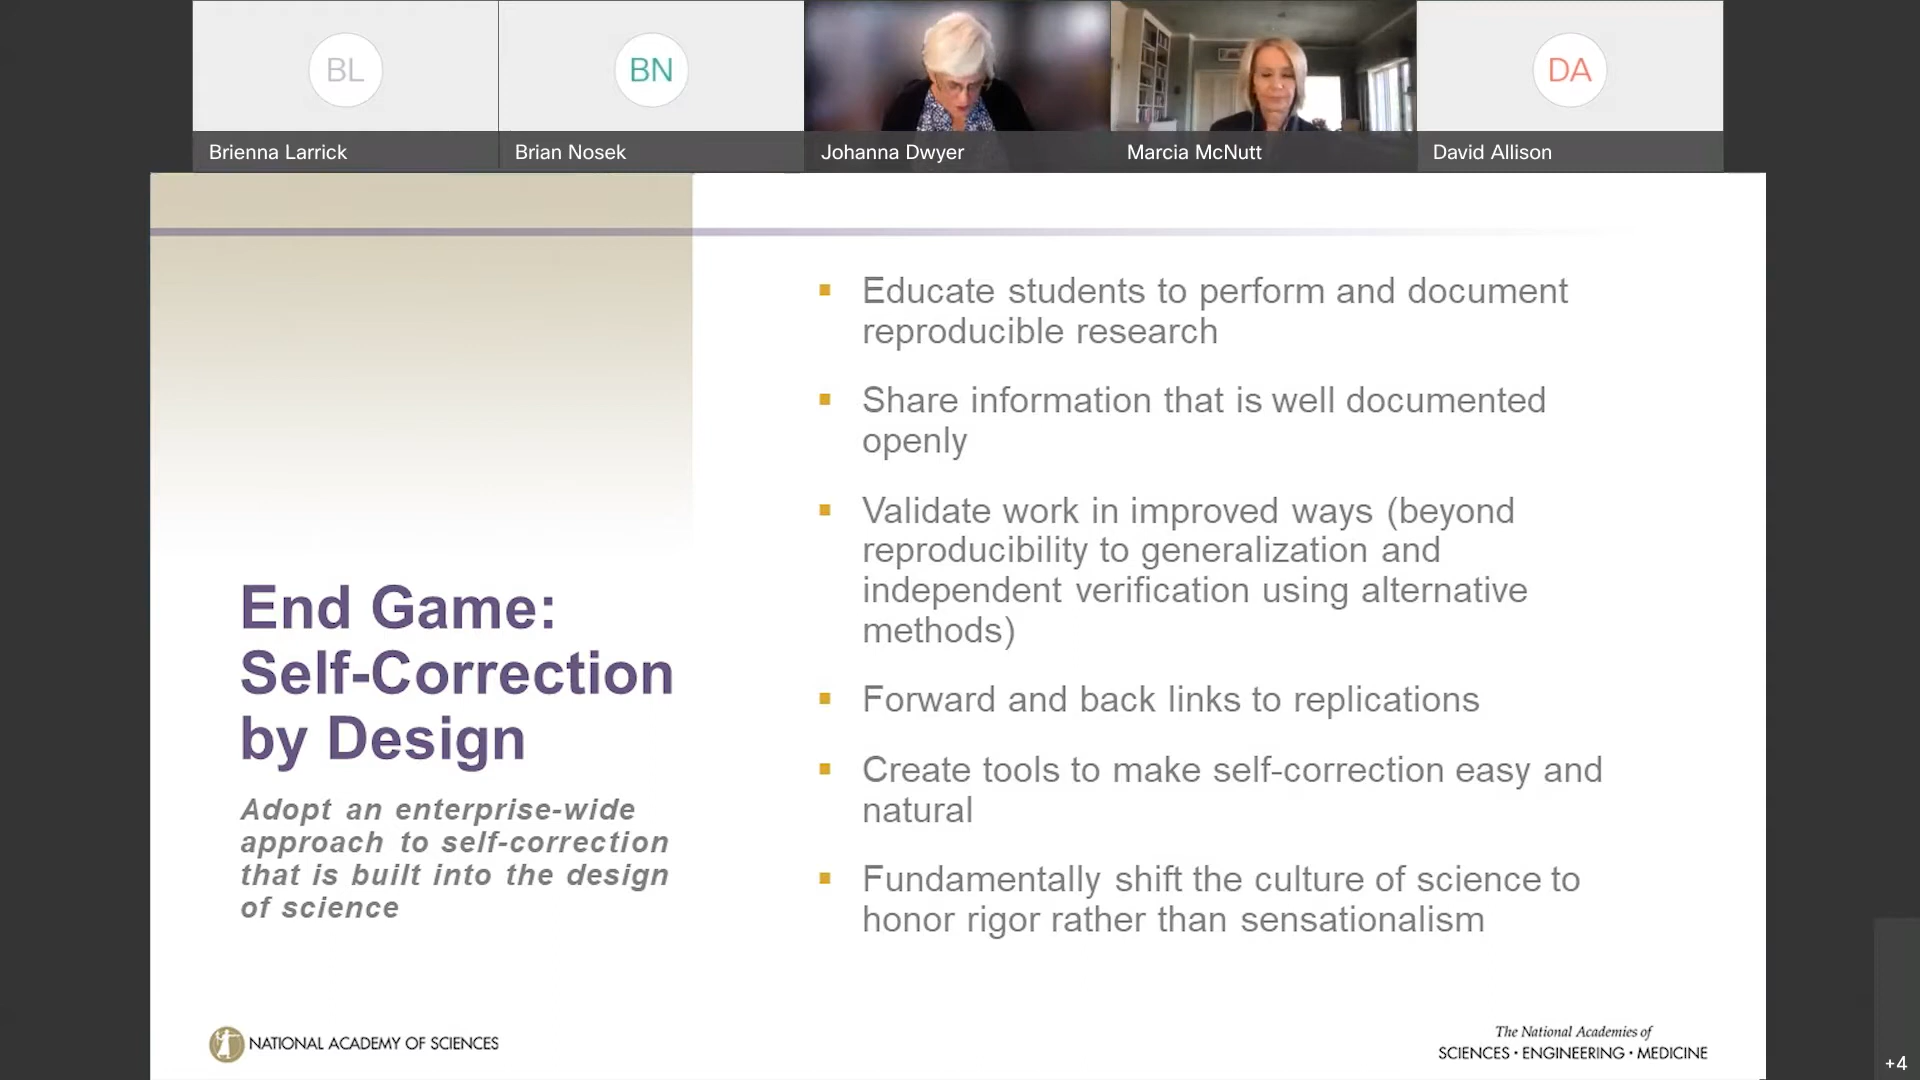 BL
BN
DA
Brienna Larrick
Brian Nosek
Johanna Dwyer
Marcia McNutt
David Allison
End Game:
Self-Correction
by Design
Adopt an enterprise-wide
approach to self-correction
that is built into the design
of science
Educate students to perform and document
reproducible research
Share information that is well documented
openly
Validate work in improved ways (beyond
reproducibility to generalization and
independent verification using alternative
methods)
Forward and back links to replications
Create tools to make self-correction easy and
natural
Fundamentally shift the culture of science to
honor rigor rather than sensationalism
NATIONAL ACADEMY OF SCIENCES
The National Academies of
SCIENCES • ENGINEERING • MEDICINE
+4